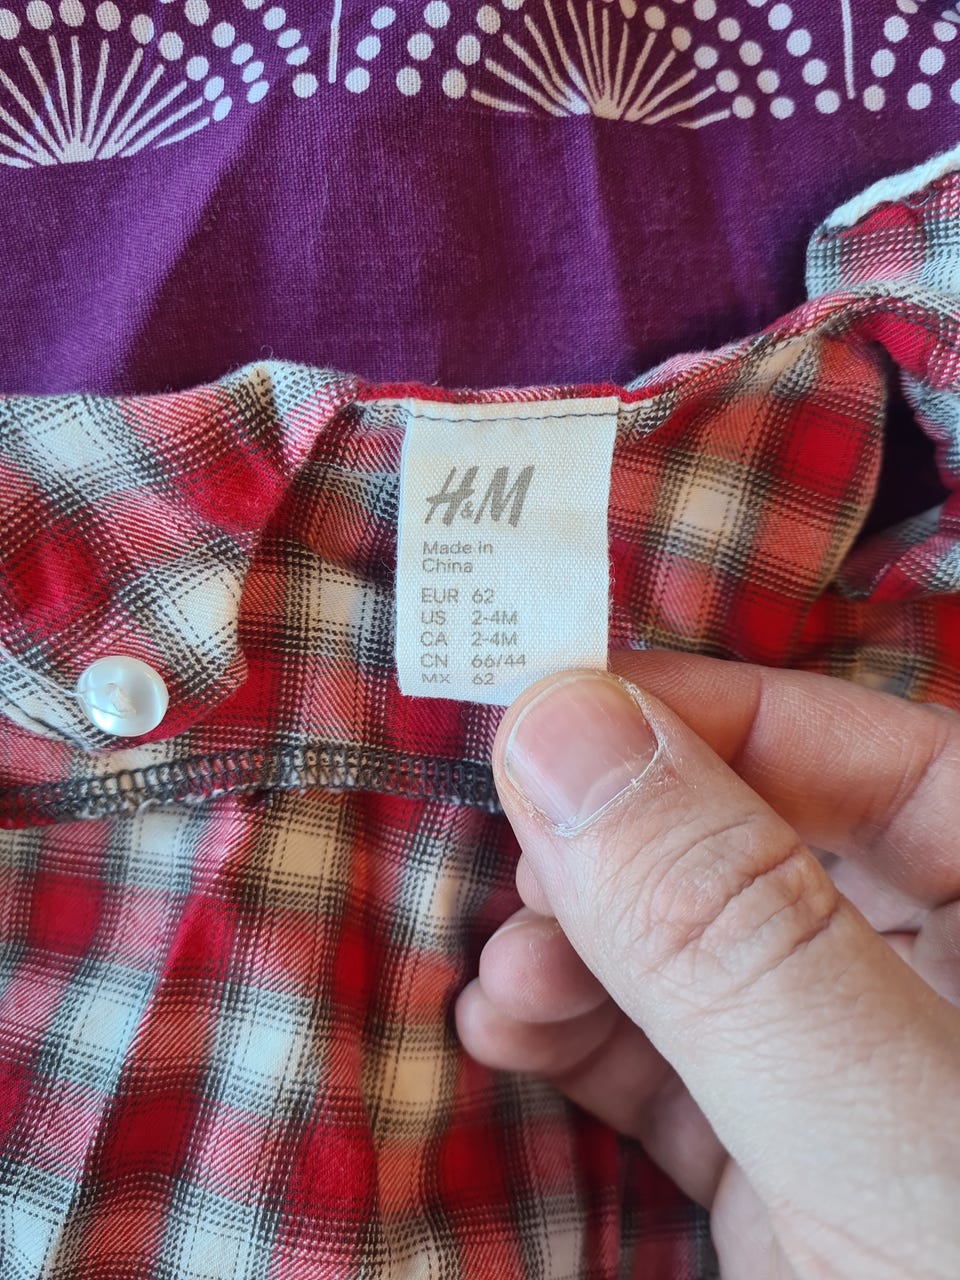 H&M
Made in
China
EUR 62
US 2-4M
CA 2-4M
CN 66/44
MX 62